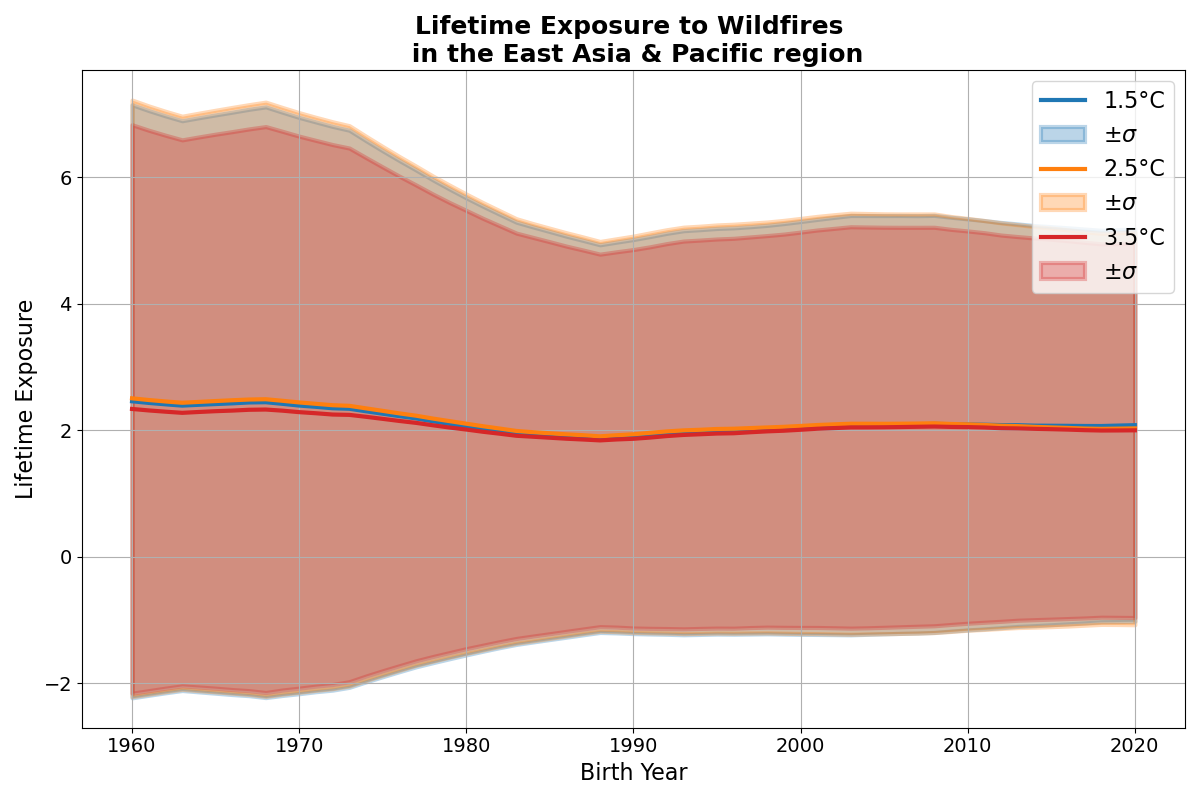 Lifetime Exposure to Wildfires
in the East Asia & Pacific region
Lifetime Exposure
6
4
2
0
−2
1960 1970 1980 1990 2000 2010 2020
Birth Year
1.5°C
±σ
2.5°C
±σ
3.5°C
±σ